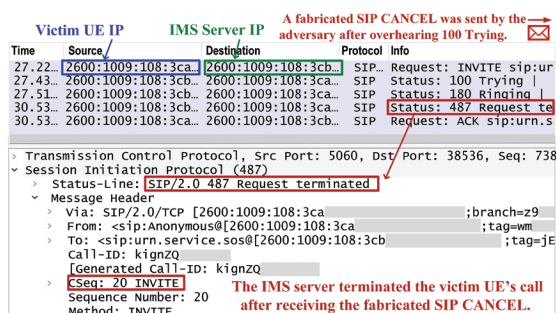 Victim UE IP
IMS Server IP
A fabricated SIP CANCEL was sent by the
adversary after overhearing 100 Trying.
Time Source Destination Protocol Info
27.22… 2600:1009:108:3ca… 2600:1009:108:3cb… SIP… Request: INVITE sip:ur
27.43… 2600:1009:108:3ca… 2600:1009:108:3cb… SIP Status: 100 Trying |
27.51… 2600:1009:108:3ca… 2600:1009:108:3cb… SIP Status: 180 Ringing |
30.53… 2600:1009:108:3ca… 2600:1009:108:3cb… SIP Status: 487 Request te
30.53… 2600:1009:108:3ca… 2600:1009:108:3cb… SIP Request: ACK sip:urn.s
> Transmission Control Protocol, Src Port: 5060, Dst Port: 38536, Seq: 738
Session Initiation Protocol (487)
> Status-Line: SIP/2.0 487 Request terminated
Message Header
> Via: SIP/2.0/TCP [2600:1009:108:3ca ;branch=z9
> From: <sip:Anonymous@[2600:1009:108:3ca ;tag=wm
> To: <sip:urn.service.sos@[2600:1009:108:3cb ;tag=jE
Call-ID: kignZQ
[Generated Call-ID: kignZQ
> CSeq: 20 INVITE
Sequence Number: 20
Method: INVITE
The IMS server terminated the victim UE's call
after receiving the fabricated SIP CANCEL.